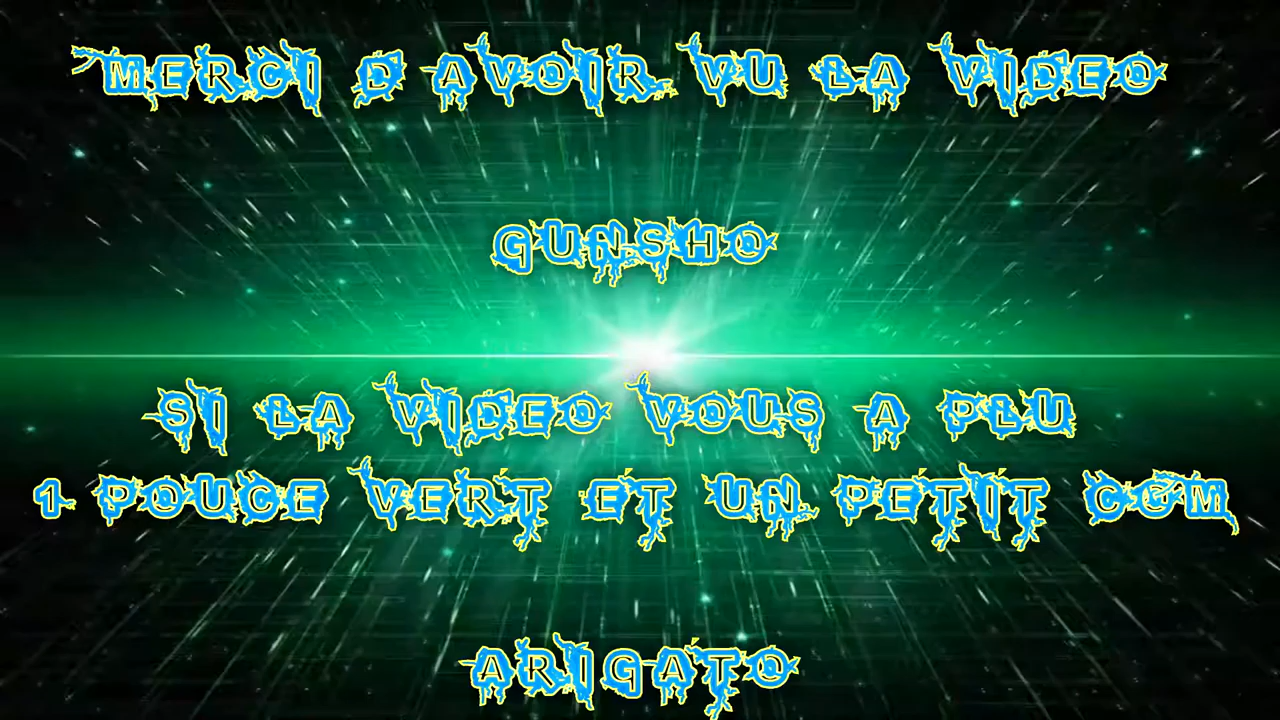 MERCI D AVOIR VU LA VIDEO
GUNSHO
SI LA VIDEO VOUS A PLU
1 POUCE VERT ET UN PETIT COM
ARIGATO